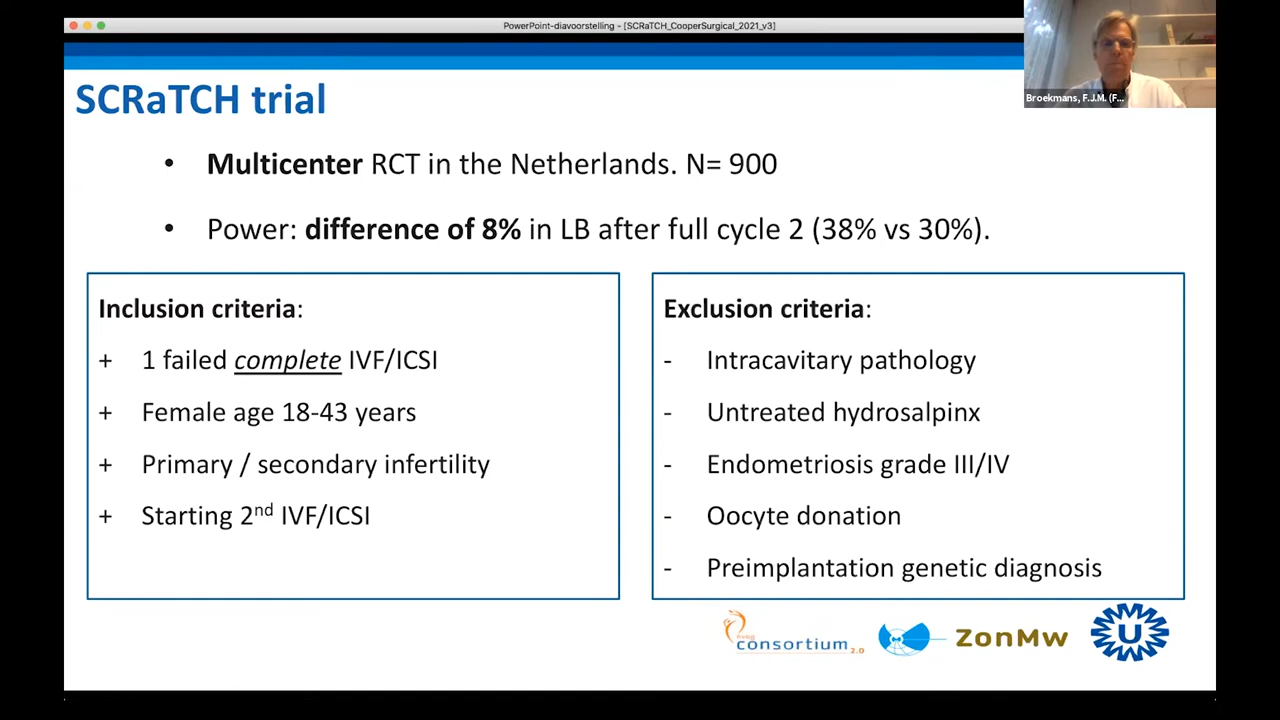 PowerPoint-diavoorstelling - [SCRaTCH_CooperSurgical_2021_v3]
Broekmans, F.J.M. (F...
SCRaTCH trial
• Multicenter RCT in the Netherlands. N= 900
• Power: difference of 8% in LB after full cycle 2 (38% vs 30%).
Inclusion criteria:
+ 1 failed complete IVF/ICSI
+ Female age 18-43 years
+ Primary / secondary infertility
+ Starting 2nd IVF/ICSI
Exclusion criteria:
- Intracavitary pathology
- Untreated hydrosalpinx
- Endometriosis grade III/IV
- Oocyte donation
- Preimplantation genetic diagnosis
consortium 2.0
ZonMw
U